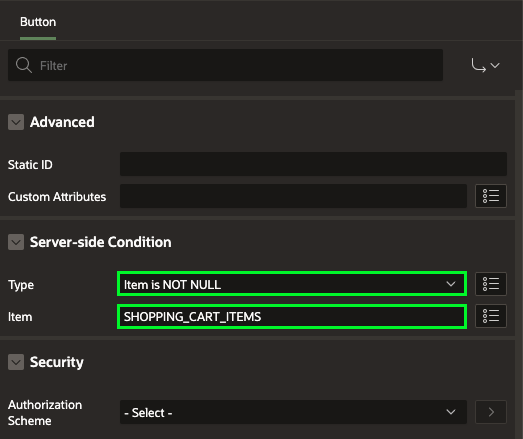 Button
Filter
Advanced
Static ID
Custom Attributes
Server-side Condition
Type
Item is NOT NULL
Item
SHOPPING_CART_ITEMS
Security
Authorization
Scheme
- Select -